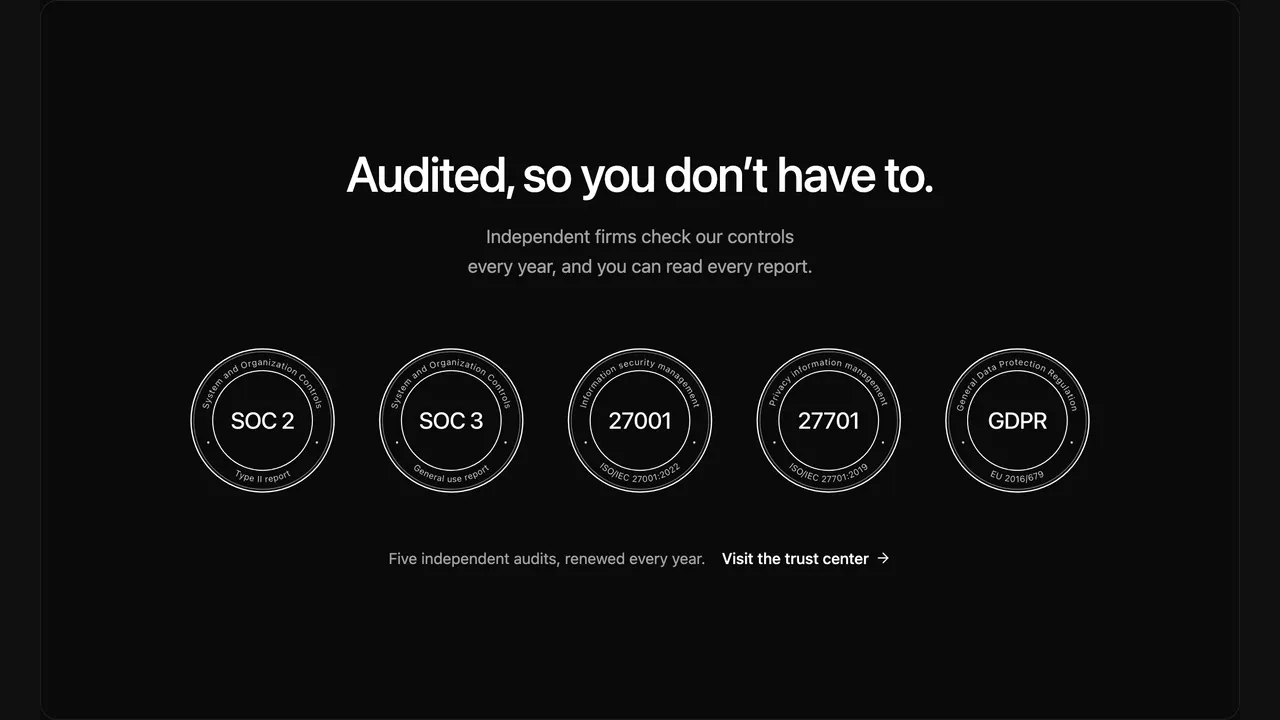 Audited, so you don’t have to.
Independent firms check our controls
every year, and you can read every report.
System and Organization Controls
SOC 2
Type II report
System and Organization Controls
SOC 3
General use report
Information security management
27001
ISO/IEC 27001:2022
Privacy information management
27701
ISO/IEC 27701:2019
General Data Protection Regulation
GDPR
EU 2016/679
Five independent audits, renewed every year. Visit the trust center →